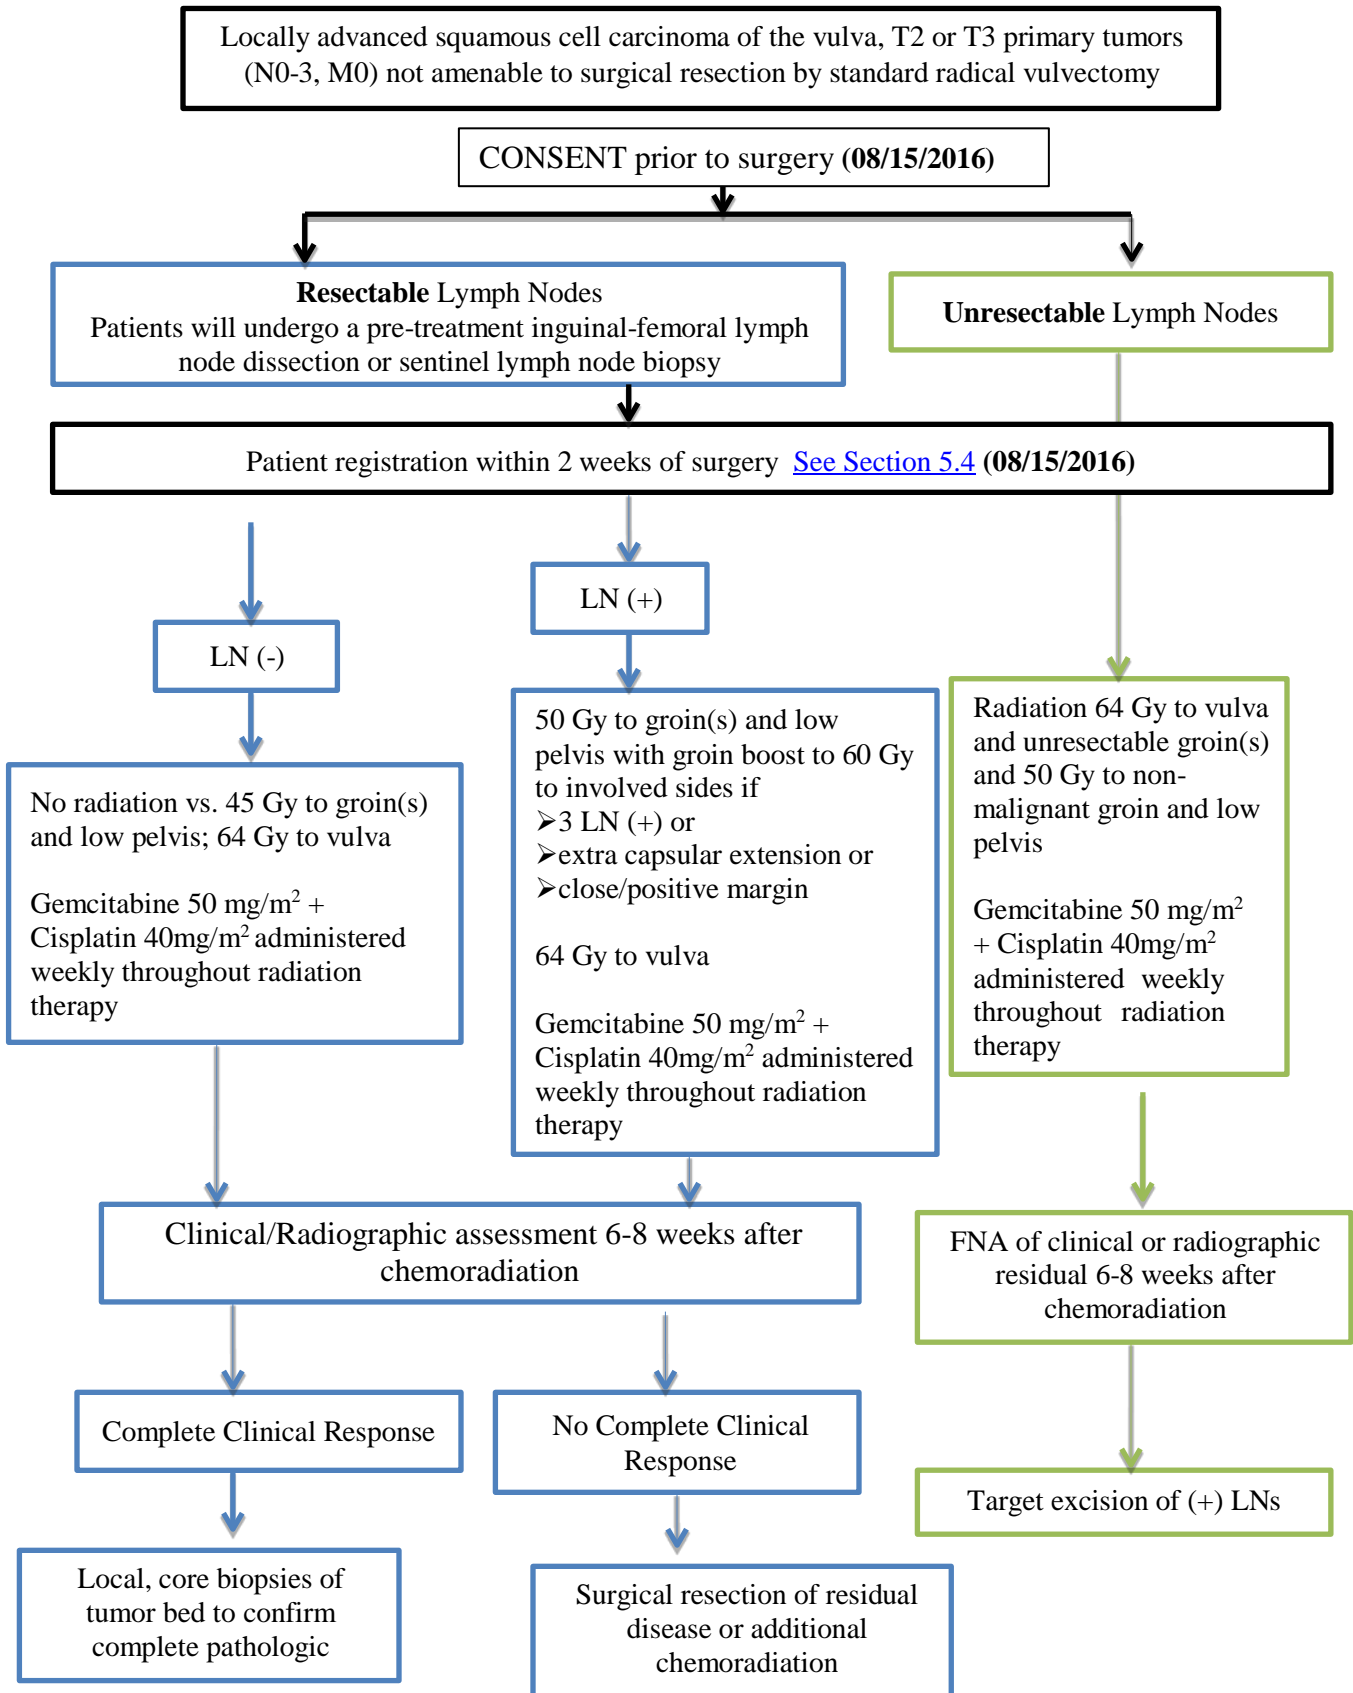 Locally advanced squamous cell carcinoma of the vulva, T2 or T3 primary tumors
(N0-3, M0) not amenable to surgical resection by standard radical vulvectomy
CONSENT prior to surgery (08/15/2016)
Resectable Lymph Nodes
Patients will undergo a pre-treatment inguinal-femoral lymph
node dissection or sentinel lymph node biopsy
Unresectable Lymph Nodes
Patient registration within 2 weeks of surgery See Section 5.4 (08/15/2016)
LN (-)
LN (+)
No radiation vs. 45 Gy to groin(s)
and low pelvis; 64 Gy to vulva
Gemcitabine 50 mg/m2 +
Cisplatin 40mg/m2 administered
weekly throughout radiation
therapy
50 Gy to groin(s) and low
pelvis with groin boost to 60 Gy
to involved sides if
➢3 LN (+) or
➢extra capsular extension or
➢close/positive margin
64 Gy to vulva
Gemcitabine 50 mg/m2 +
Cisplatin 40mg/m2 administered
weekly throughout radiation
therapy
Radiation 64 Gy to vulva
and unresectable groin(s)
and 50 Gy to non-
malignant groin and low
pelvis
Gemcitabine 50 mg/m2
+ Cisplatin 40mg/m2
administered weekly
throughout radiation
therapy
Clinical/Radiographic assessment 6-8 weeks after
chemoradiation
FNA of clinical or radiographic
residual 6-8 weeks after
chemoradiation
Complete Clinical Response
No Complete Clinical
Response
Target excision of (+) LNs
Local, core biopsies of
tumor bed to confirm
complete pathologic
Surgical resection of residual
disease or additional
chemoradiation